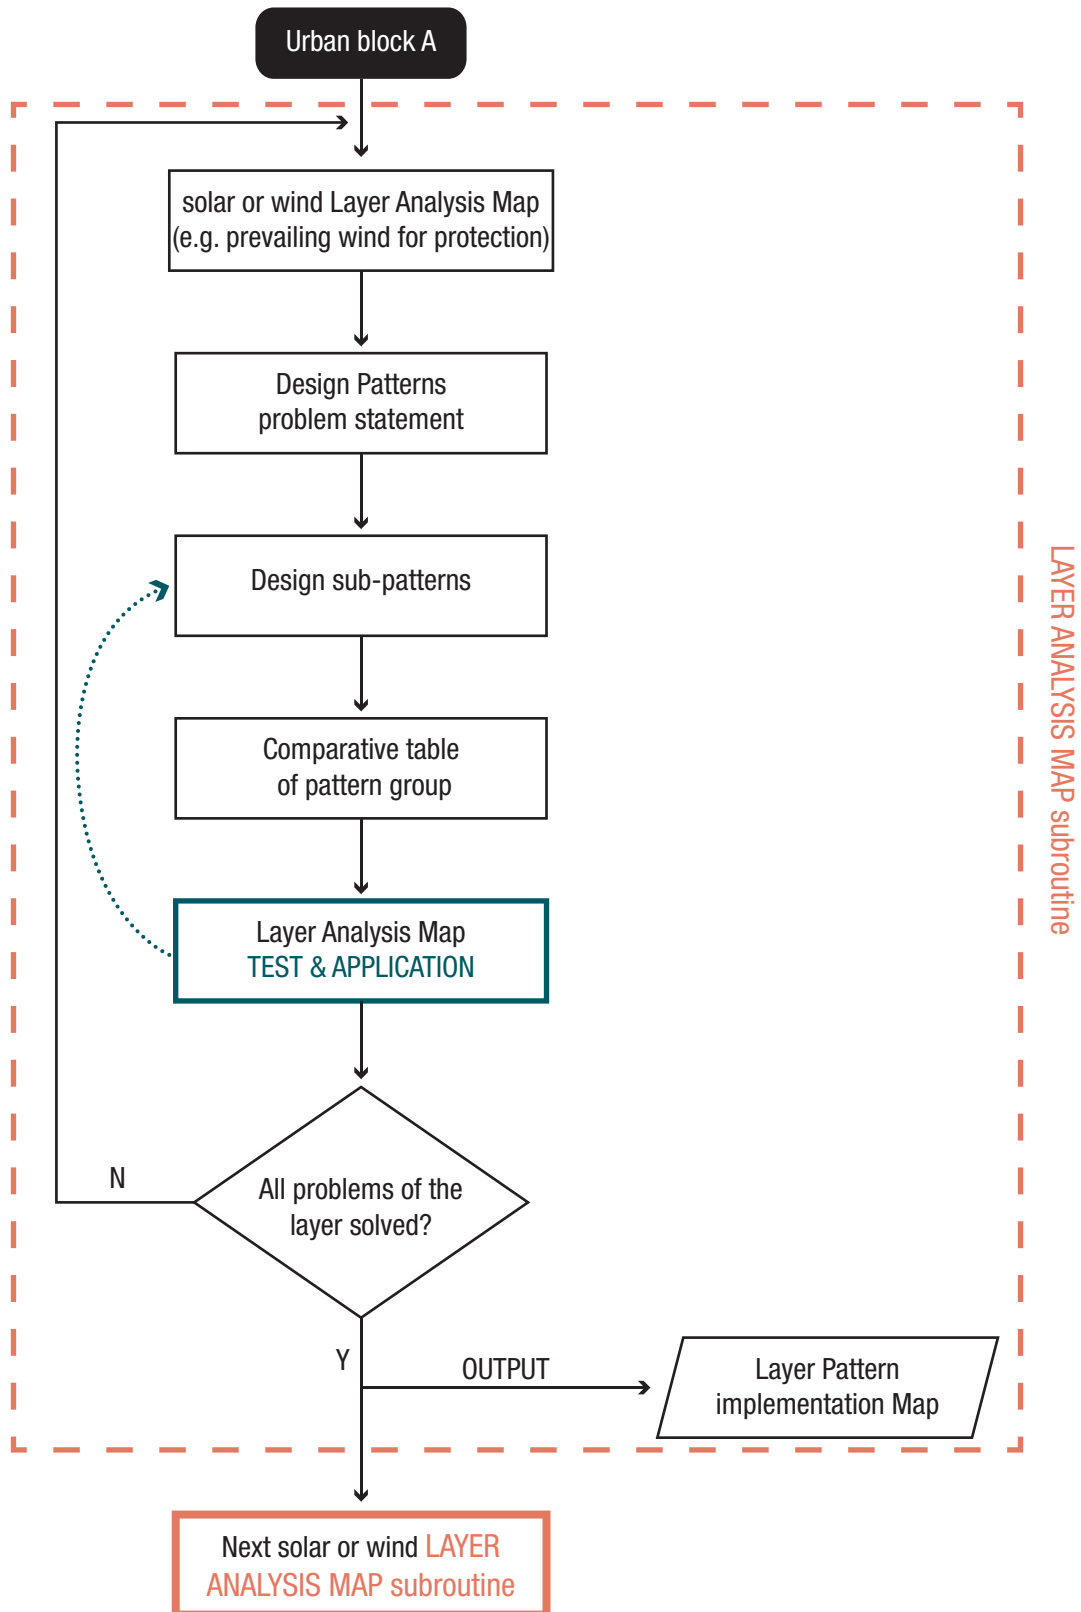 Urban block A
solar or wind Layer Analysis Map
(e.g. prevailing wind for protection)
Design Patterns
problem statement
Design sub-patterns
Comparative table
of pattern group
Layer Analysis Map
TEST & APPLICATION
All problems of the
layer solved?
N
Y
OUTPUT
Layer Pattern
implementation Map
Next solar or wind LAYER
ANALYSIS MAP subroutine
LAYER ANALYSIS MAP subroutine